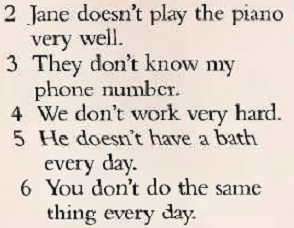 2 Jane doesn't play the piano
very well.
3 They don't know my
phone number.
4 We don't work very hard.
5 He doesn't have a bath
every day.
6 You don't do the same
thing every day.